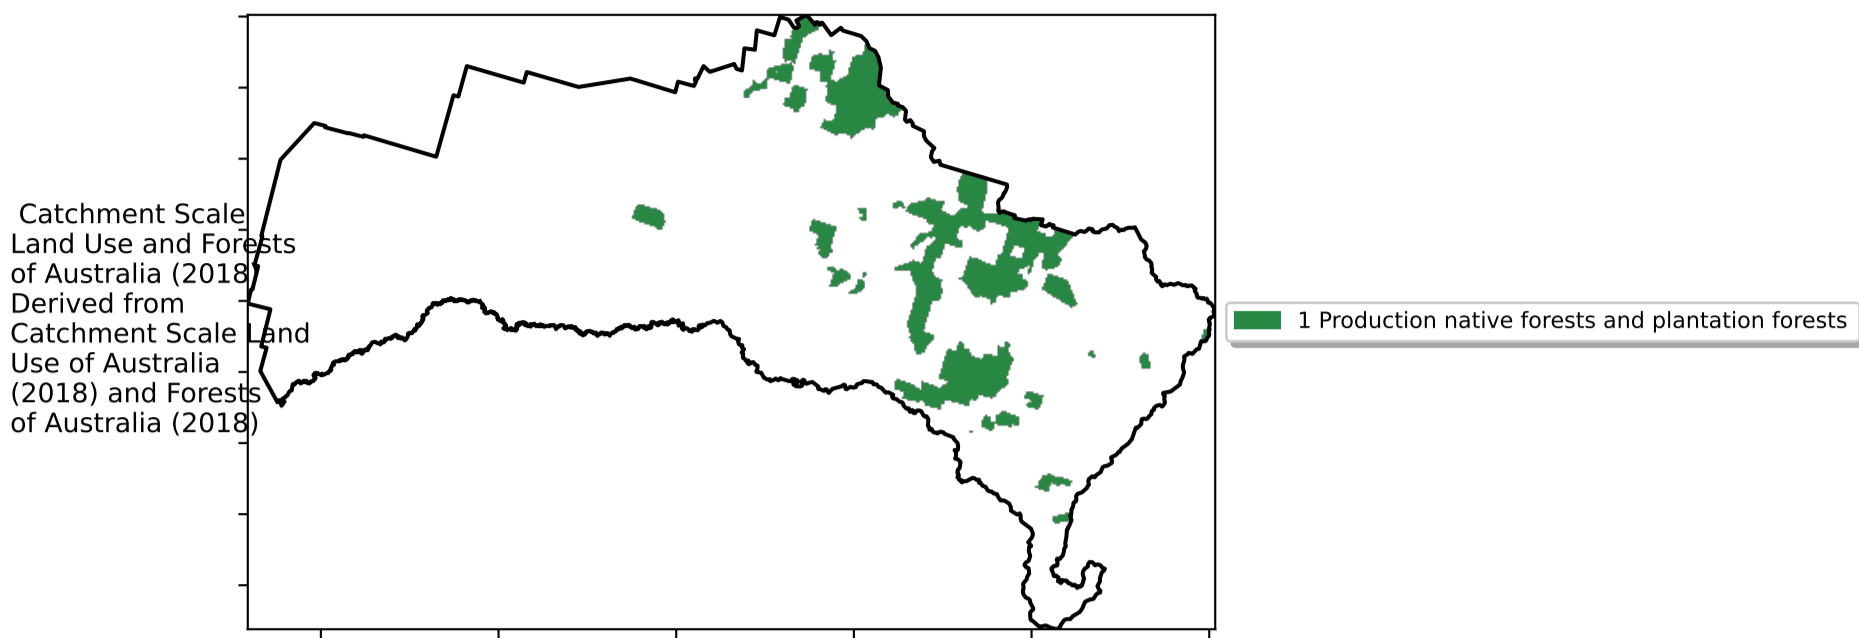 Catchment Scale
Land Use and Forests
of Australia (2018)
Derived from
Catchment Scale Land
Use of Australia
(2018) and Forests
of Australia (2018)
1 Production native forests and plantation forests